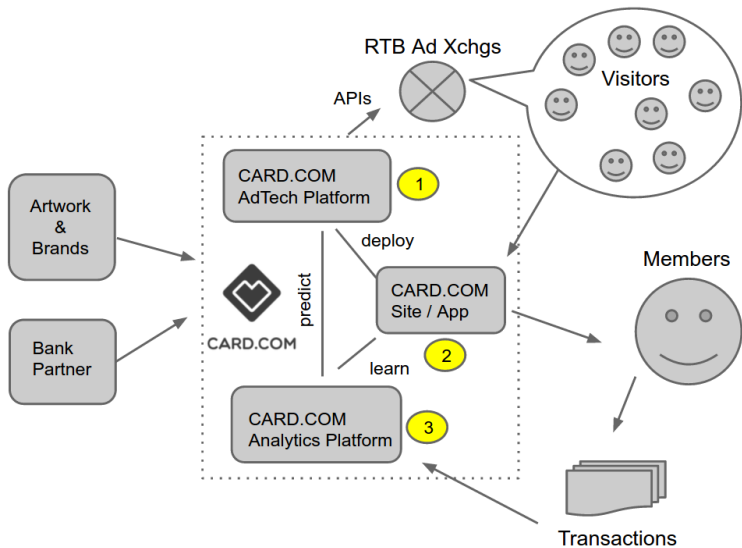 RTB Ad Xchgs
Visitors
APIs
CARD.COM
AdTech Platform
1
Artwork
&
Brands
deploy
Members
predict
CARD.COM
Site / App
CARD.COM
Bank
Partner
2
learn
CARD.COM
Analytics Platform
3
Transactions